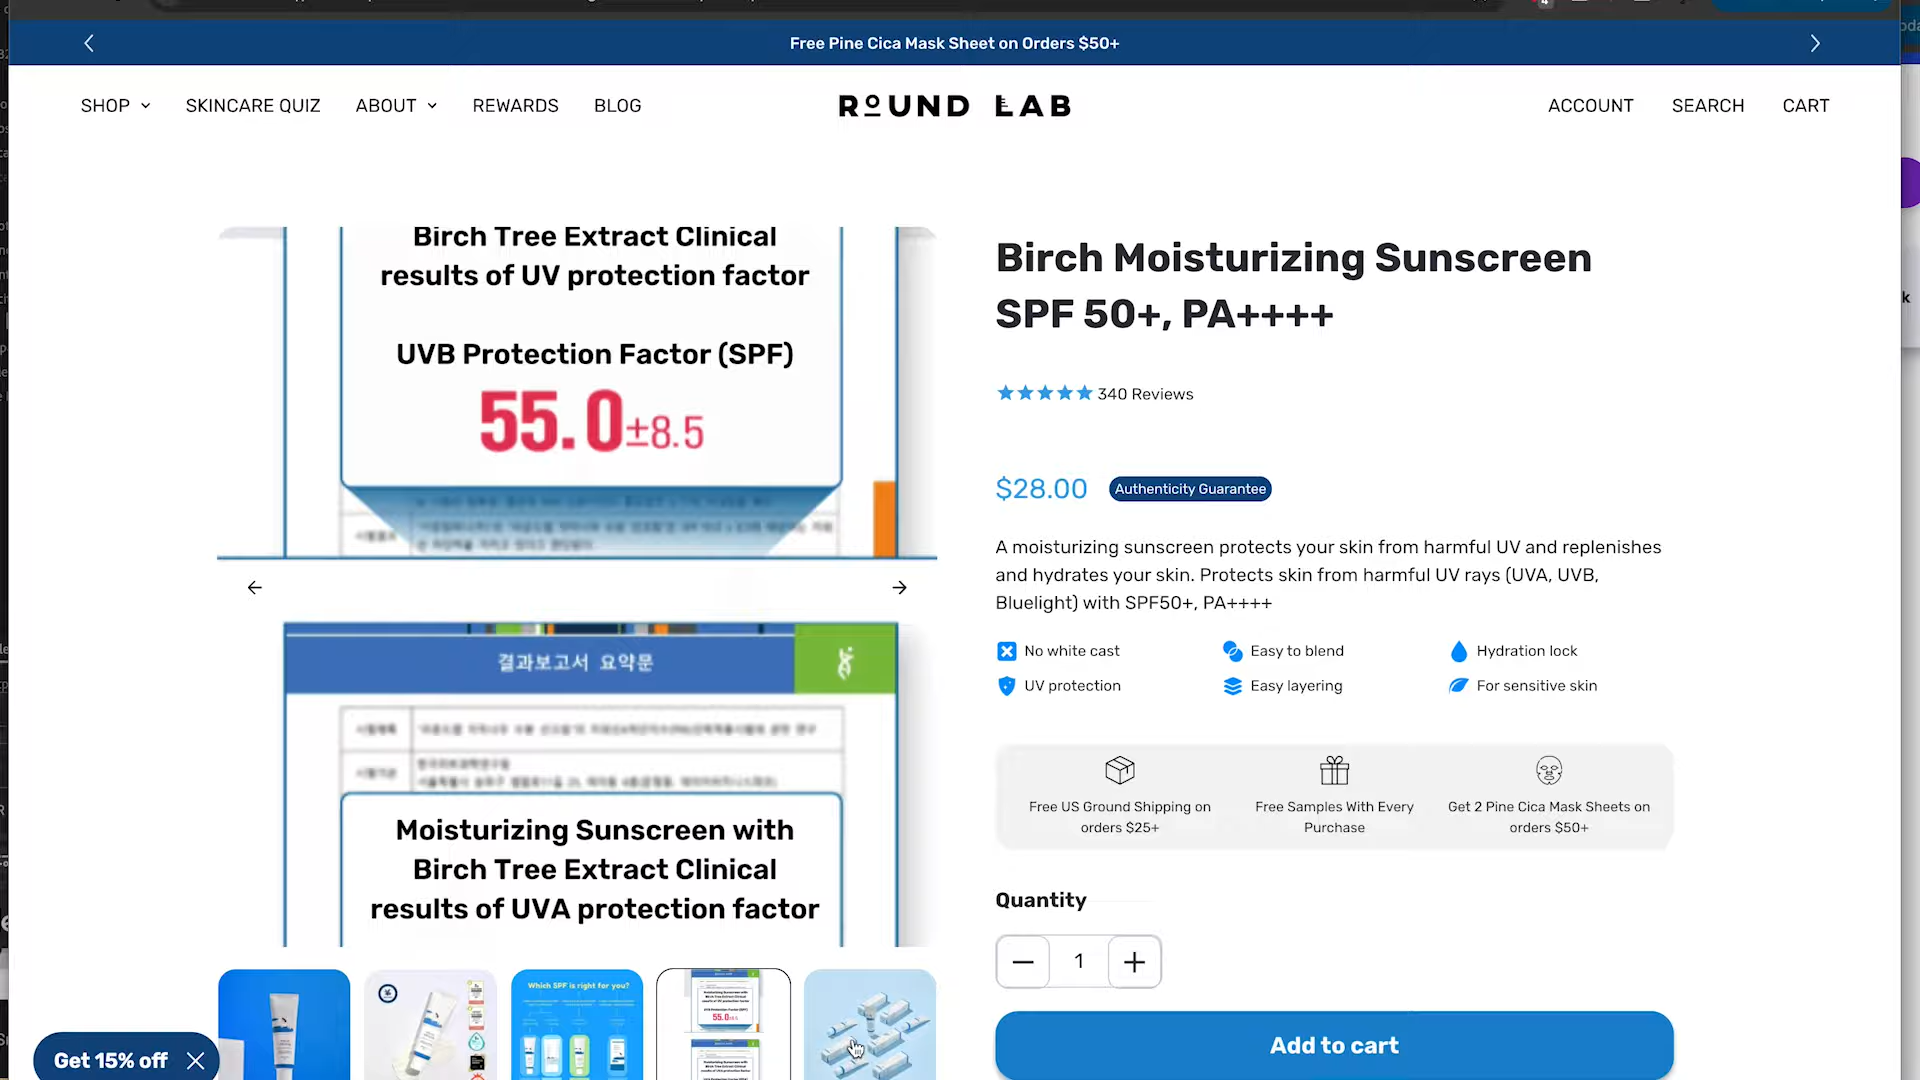 Free Pine Cica Mask Sheet on Orders $50+
SHOP
SKINCARE QUIZ
ABOUT
REWARDS
BLOG
ROUND LAB
ACCOUNT
SEARCH
CART
Birch Tree Extract Clinical
results of UV protection factor
UVB Protection Factor (SPF)
55.0±8.5
결과보고서 요약문
Moisturizing Sunscreen with
Birch Tree Extract Clinical
results of UVA protection factor
Which SPF is right for you?
Get 15% off
Birch Moisturizing Sunscreen
SPF 50+, PA++++
340 Reviews
$28.00
Authenticity Guarantee
A moisturizing sunscreen protects your skin from harmful UV and replenishes
and hydrates your skin. Protects skin from harmful UV rays (UVA, UVB,
Bluelight) with SPF50+, PA++++
No white cast
Easy to blend
Hydration lock
UV protection
Easy layering
For sensitive skin
Free US Ground Shipping on
orders $25+
Free Samples With Every
Purchase
Get 2 Pine Cica Mask Sheets on
orders $50+
Quantity
1
Add to cart